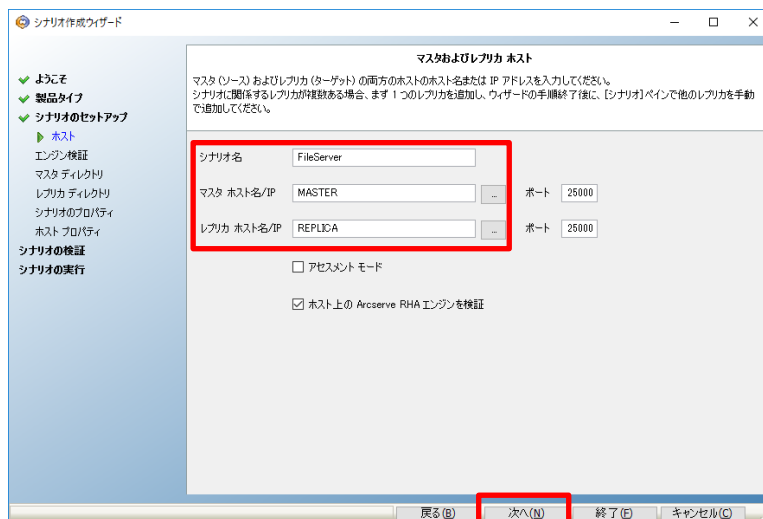 シナリオ作成ウィザード
ようこそ
製品タイプ
シナリオのセットアップ
ホスト
エンジン検証
マスタ ディレクトリ
レプリカ ディレクトリ
シナリオのプロパティ
ホスト プロパティ
シナリオの検証
シナリオの実行
マスタおよびレプリカ ホスト
マスタ (ソース) およびレプリカ (ターゲット) の両方のホストのホスト名または IP アドレスを入力してください。
シナリオに関係するレプリカが複数ある場合、まず 1 つのレプリカを追加し、ウィザードの手順終了後に、[シナリオ]ペインで他のレプリカを手動
で追加してください。
シナリオ名 FileServer
マスタ ホスト名/IP MASTER ... ポート 25000
レプリカ ホスト名/IP REPLICA ... ポート 25000
アセスメント モード
ホスト上の Arcserve RHA エンジンを検証
戻る(B) 次へ(N) 終了(F) キャンセル(C)